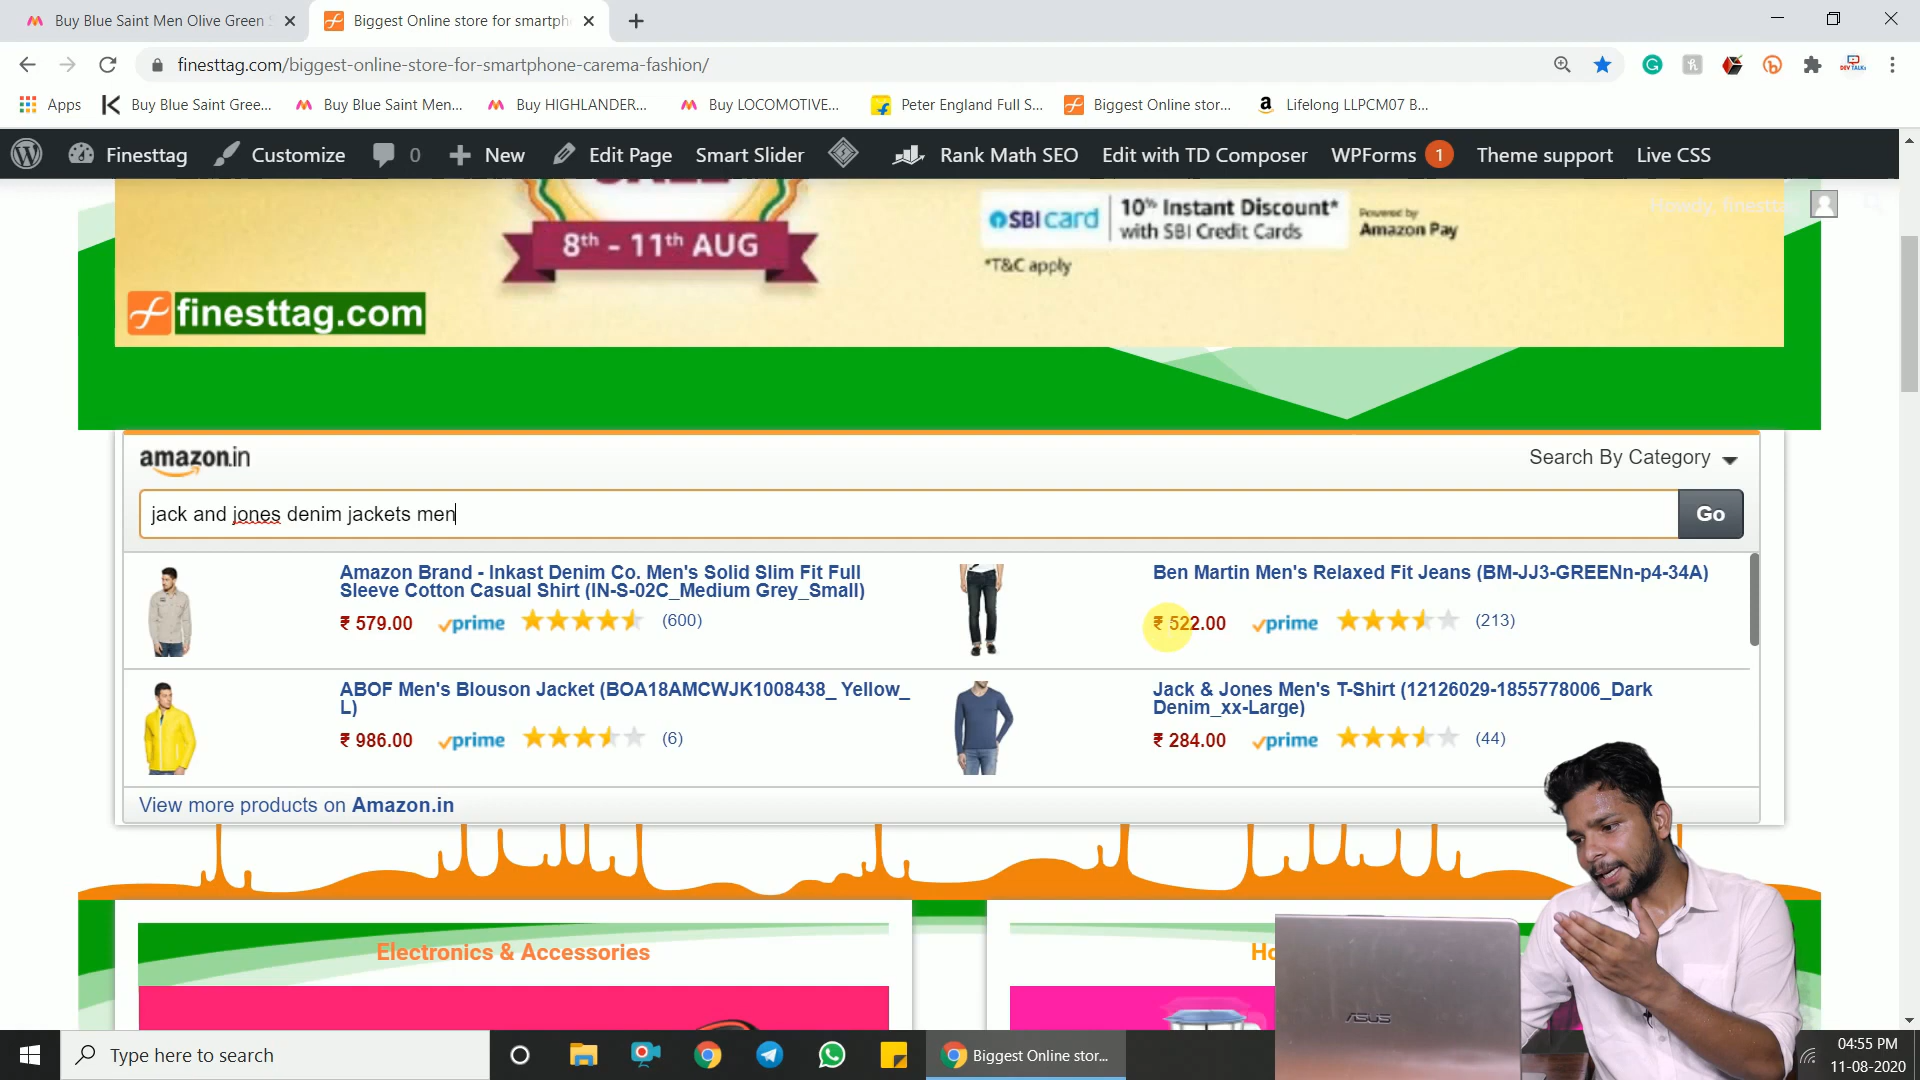 Buy Blue Saint Men Olive Green
Biggest Online store for smartph
finesttag.com/biggest-online-store-for-smartphone-carema-fashion/
Apps
Buy Blue Saint Gree...
Buy Blue Saint Men...
Buy HIGHLANDER...
Buy LOCOMOTIVE...
Peter England Full S...
Biggest Online stor...
Lifelong LLPCM07 B...
Finesttag
Customize
0
New
Edit Page
Smart Slider
Rank Math SEO
Edit with TD Composer
WPForms 1
Theme support
Live CSS
8th - 11th AUG
SBI card
10% Instant Discount*
with SBI Credit Cards
Powered by
Amazon Pay
*T&C apply
finesttag.com
amazon.in
Search By Category
jack and jones denim jackets men
Go
Amazon Brand - Inkast Denim Co. Men's Solid Slim Fit Full
Sleeve Cotton Casual Shirt (IN-S-02C_Medium Grey_Small)
₹ 579.00 prime (600)
Ben Martin Men's Relaxed Fit Jeans (BM-JJ3-GREENn-p4-34A)
₹ 522.00 prime (213)
ABOF Men's Blouson Jacket (BOA18AMCWJK1008438_ Yellow_
L)
₹ 986.00 prime (6)
Jack & Jones Men's T-Shirt (12126029-1855778006_Dark
Denim_xx-Large)
₹ 284.00 prime (44)
View more products on Amazon.in
Electronics & Accessories
ASUS
Type here to search
Biggest Online stor...
04:55 PM
11-08-2020